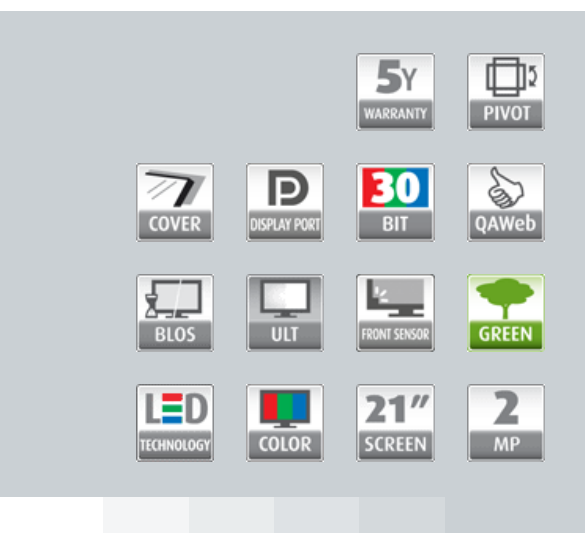 5Y
WARRANTY
PIVOT
COVER
D
DISPLAY PORT
30
BIT
QAWeb
BLOS
ULT
FRONT SENSOR
GREEN
LED
TECHNOLOGY
COLOR
21"
SCREEN
2
MP